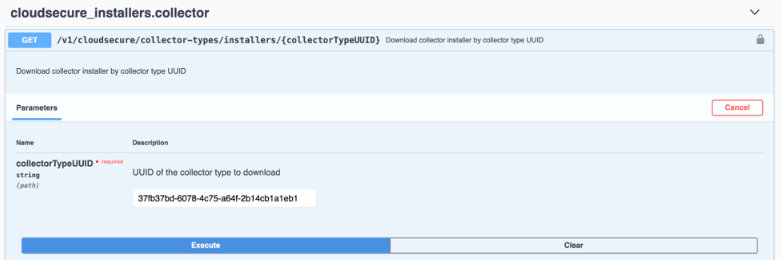 cloudsecure_installers.collector
GET /v1/cloudsecure/collector-types/installers/{collectorTypeUUID} Download collector installer by collector type UUID
Download collector installer by collector type UUID
Parameters Cancel
Name Description
collectorTypeUUID * required
string
(path)
UUID of the collector type to download
37fb37bd-6078-4c75-a64f-2b14cb1a1eb1
Execute Clear